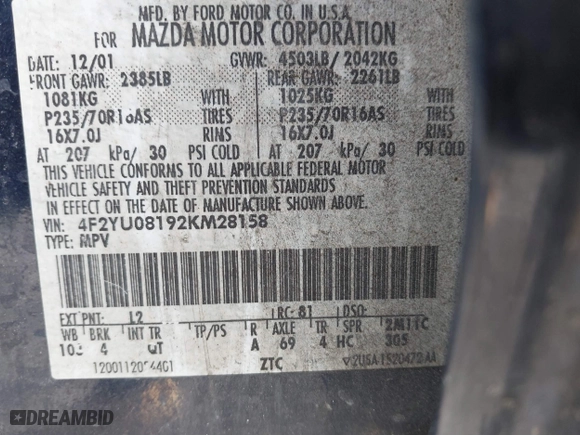 MFD. BY FORD MOTOR CO. IN U.S.A.
FOR MAZDA MOTOR CORPORATION
DATE: 12/01 GVWR: 4503LB/ 2042KG
FRONT GAWR: 2385LB REAR GAWR: 2261LB
1081KG WITH 1025KG WITH
P235/70R16AS TIRES P235/70R16AS TIRES
16X7.0J RIMS 16X7.0J RIMS
AT 207 kPa/ 30 PSI COLD AT 207 kPa/ 30 PSI COLD
THIS VEHICLE CONFORMS TO ALL APPLICABLE FEDERAL MOTOR
VEHICLE SAFETY AND THEFT PREVENTION STANDARDS
IN EFFECT ON THE DATE OF MANUFACTURE SHOWN ABOVE.
VIN: 4F2YU08192KM28158
TYPE: MPV
EXT PNT: L2 RC: 81 DSO:
WB BRK INT TR TP/PS R AXLE TR SPR
4 QT A 69 4 HC 305
ZTC
DREAMBID